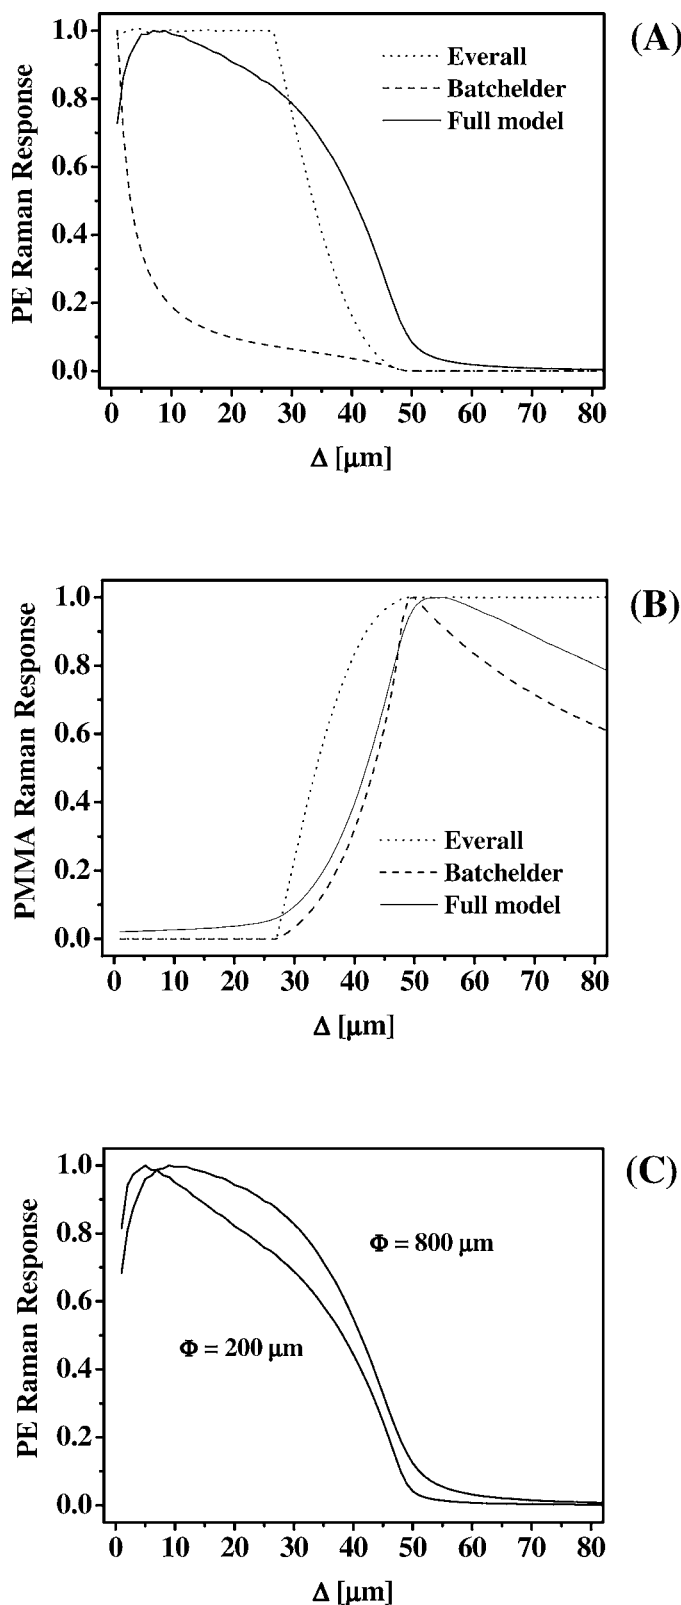 (A)
PE Raman Response
1.0
0.8
0.6
0.4
0.2
0.0
Everall
Batchelder
Full model
0 10 20 30 40 50 60 70 80
Δ [μm]
(B)
PMMA Raman Response
1.0
0.8
0.6
0.4
0.2
0.0
Everall
Batchelder
Full model
0 10 20 30 40 50 60 70 80
Δ [μm]
(C)
PE Raman Response
1.0
0.8
0.6
0.4
0.2
0.0
Φ = 800 μm
Φ = 200 μm
0 10 20 30 40 50 60 70 80
Δ [μm]